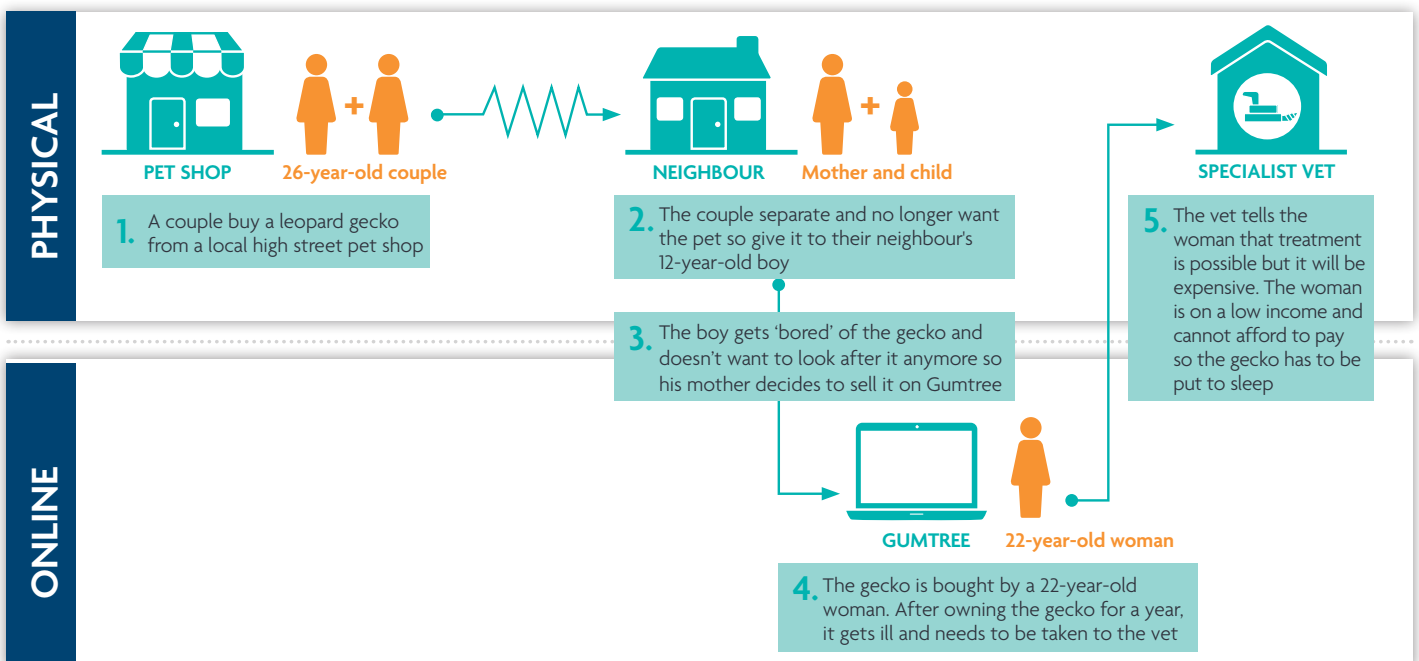 PHYSICAL
PET SHOP
26-year-old couple
1. A couple buy a leopard gecko
from a local high street pet shop
NEIGHBOUR
Mother and child
2. The couple separate and no longer want
the pet so give it to their neighbour's
12-year-old boy
3. The boy gets ‘bored’ of the gecko and
doesn’t want to look after it anymore so
his mother decides to sell it on Gumtree
ONLINE
GUMTREE
22-year-old woman
4. The gecko is bought by a 22-year-old
woman. After owning the gecko for a year,
it gets ill and needs to be taken to the vet
SPECIALIST VET
5. The vet tells the
woman that treatment
is possible but it will be
expensive. The woman
is on a low income and
cannot afford to pay
so the gecko has to be
put to sleep